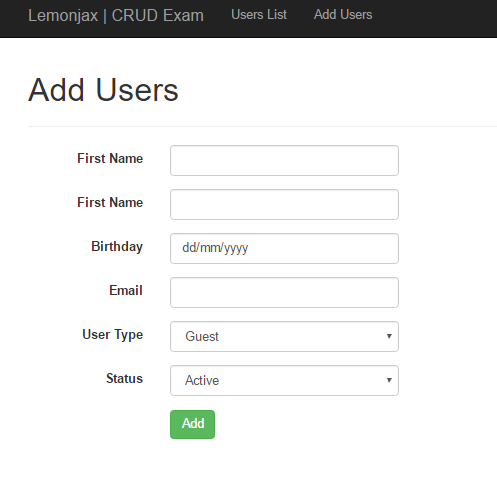 Lemonjax | CRUD Exam Users List Add Users
Add Users
First Name
First Name
Birthday dd/mm/yyyy
Email
User Type Guest
Status Active
Add